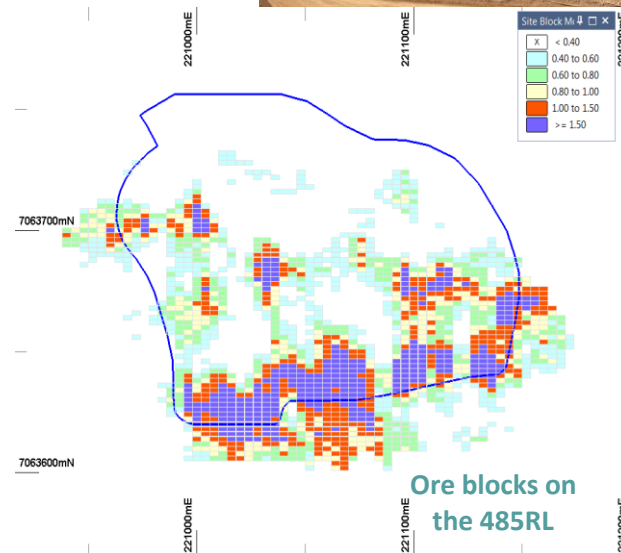 221000mE
221100mE
Site Block M
X < 0.40
0.40 to 0.60
0.60 to 0.80
0.80 to 1.00
1.00 to 1.50
>= 1.50
7063700mN
7063600mN
Ore blocks on
the 485RL
221000mE
221100mE